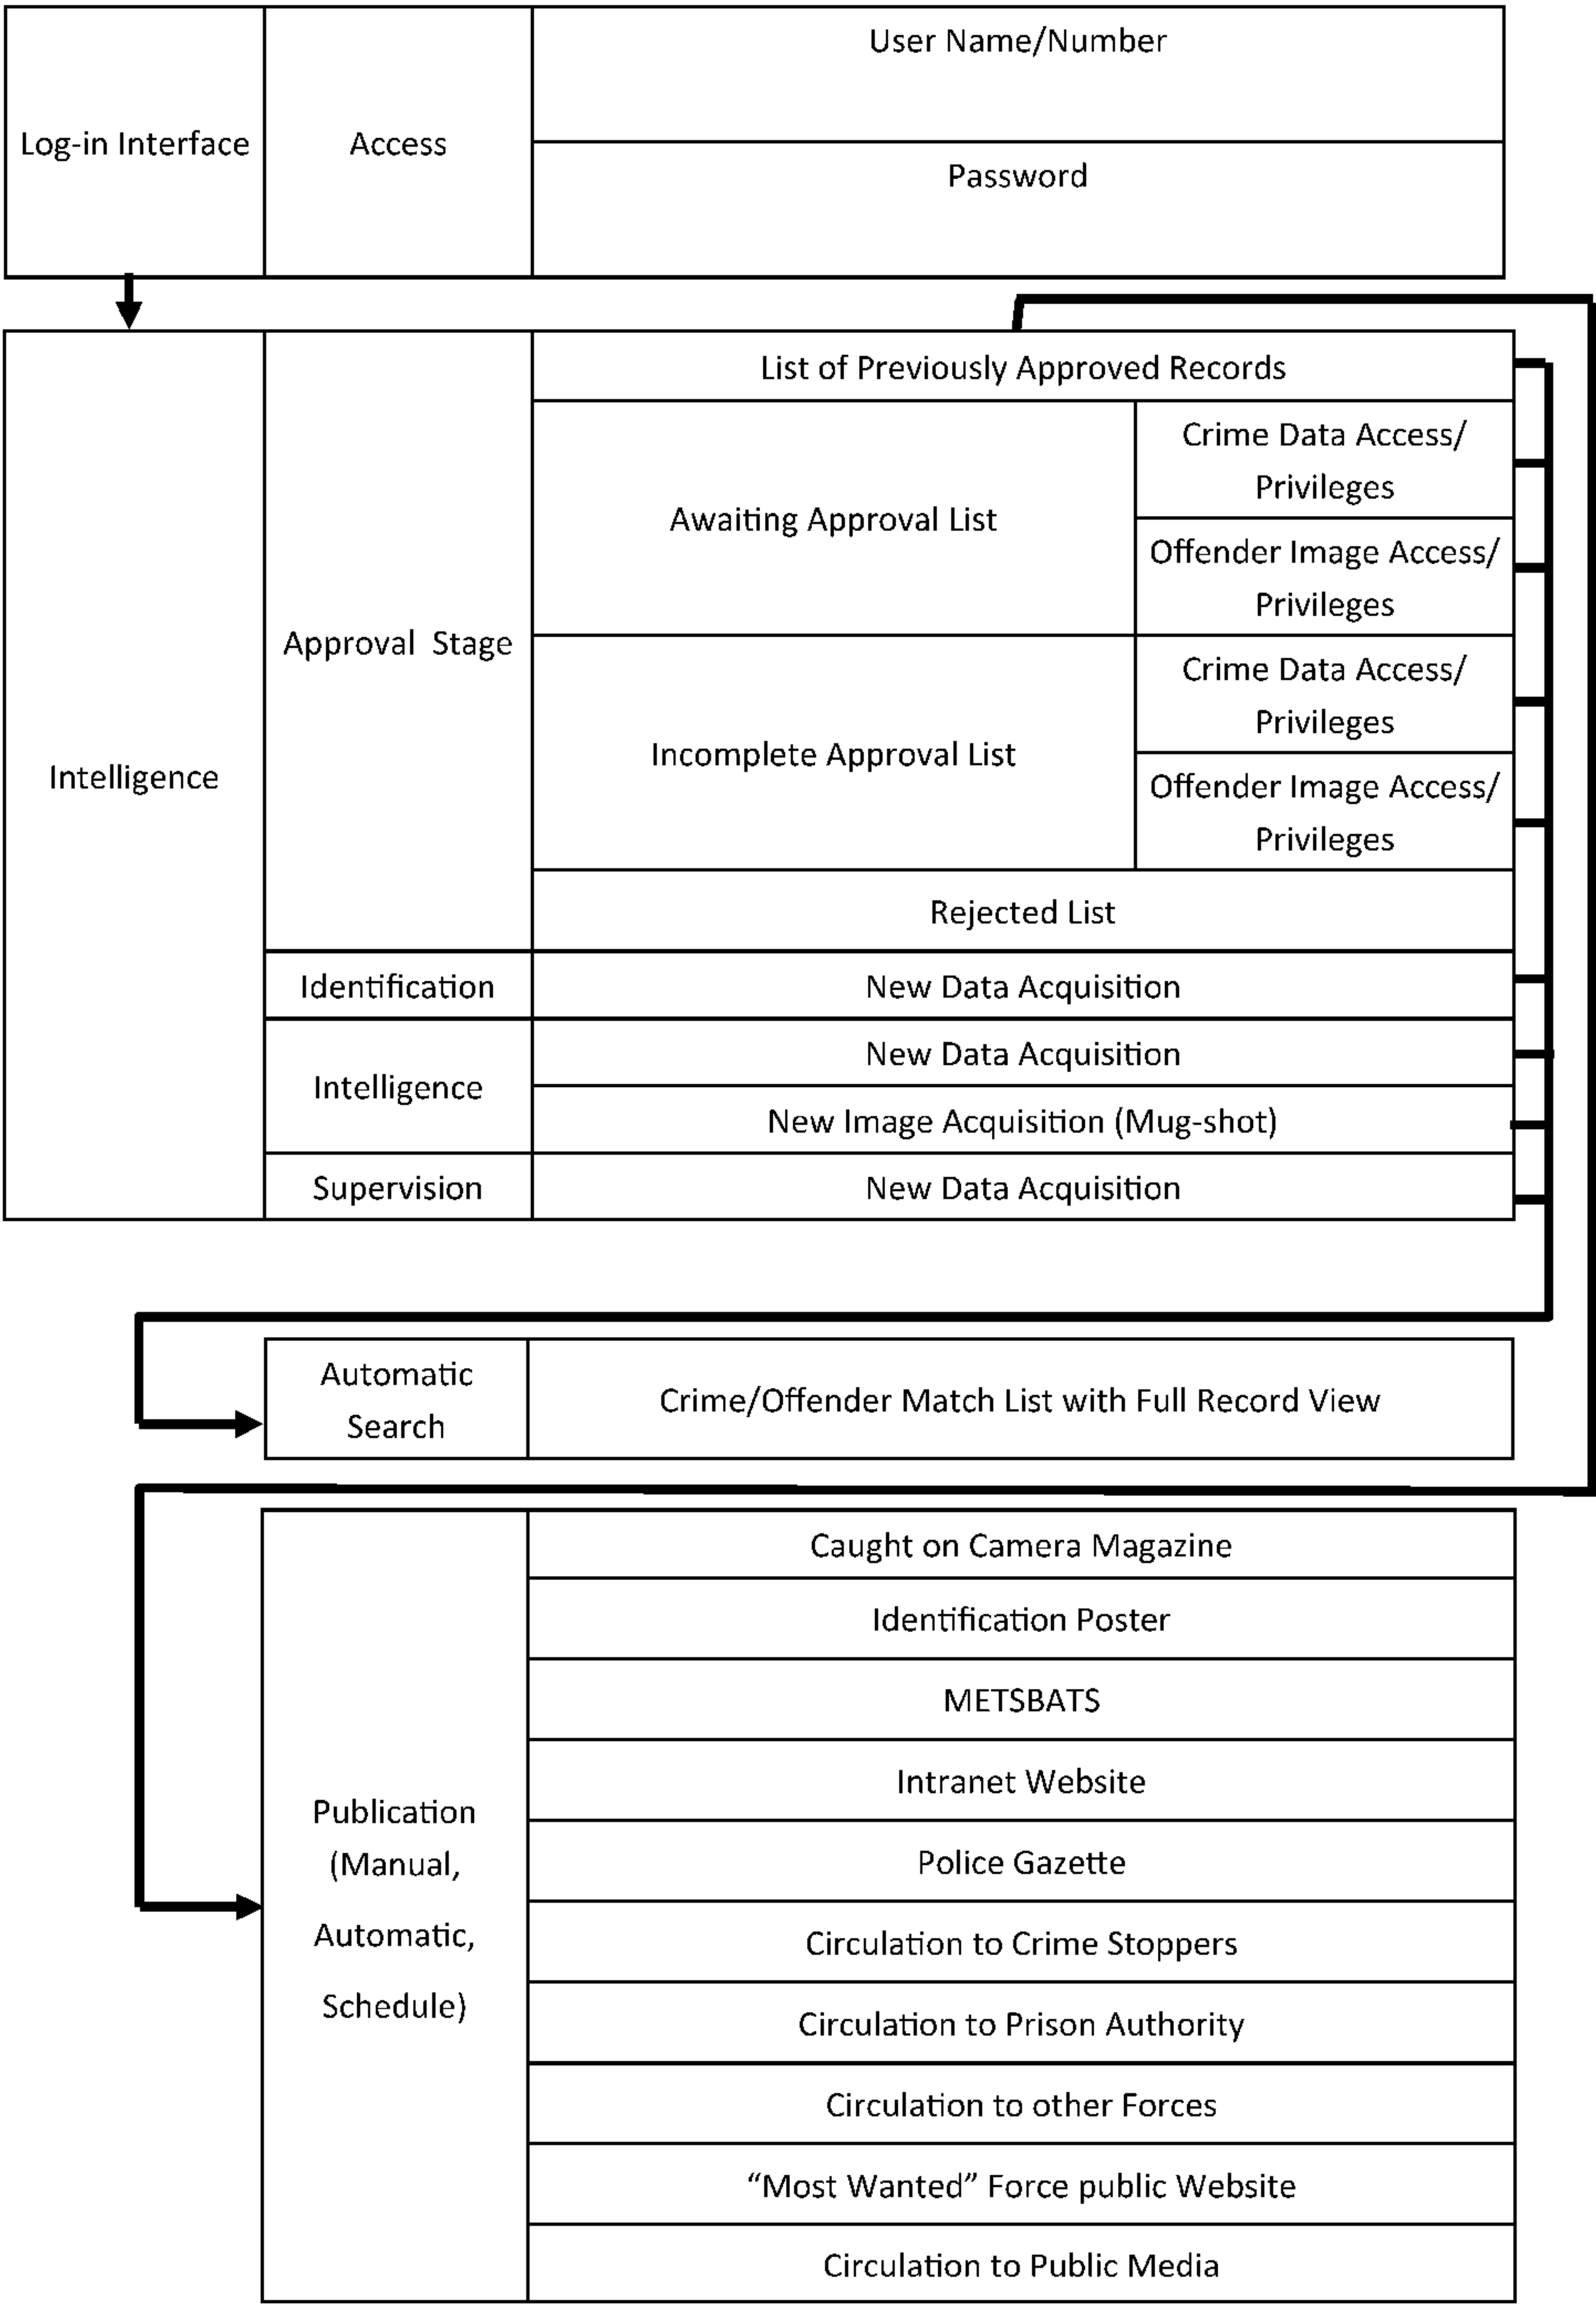 User Name/Number
Log-in Interface
Access
Password
List of Previously Approved Records
Crime Data Access/
Privileges
Awaiting Approval List
Offender Image Access/
Privileges
Approval Stage
Crime Data Access/
Privileges
Incomplete Approval List
Intelligence
Offender Image Access/
Privileges
Rejected List
Identification
New Data Acquisition
New Data Acquisition
Intelligence
New Image Acquisition (Mug-shot)
Supervision
New Data Acquisition
Automatic
Search
Crime/Offender Match List with Full Record View
Caught on Camera Magazine
Identification Poster
METSBATS
Intranet Website
Publication
(Manual,
Automatic,
Schedule)
Police Gazette
Circulation to Crime Stoppers
Circulation to Prison Authority
Circulation to other Forces
“Most Wanted” Force public Website
Circulation to Public Media